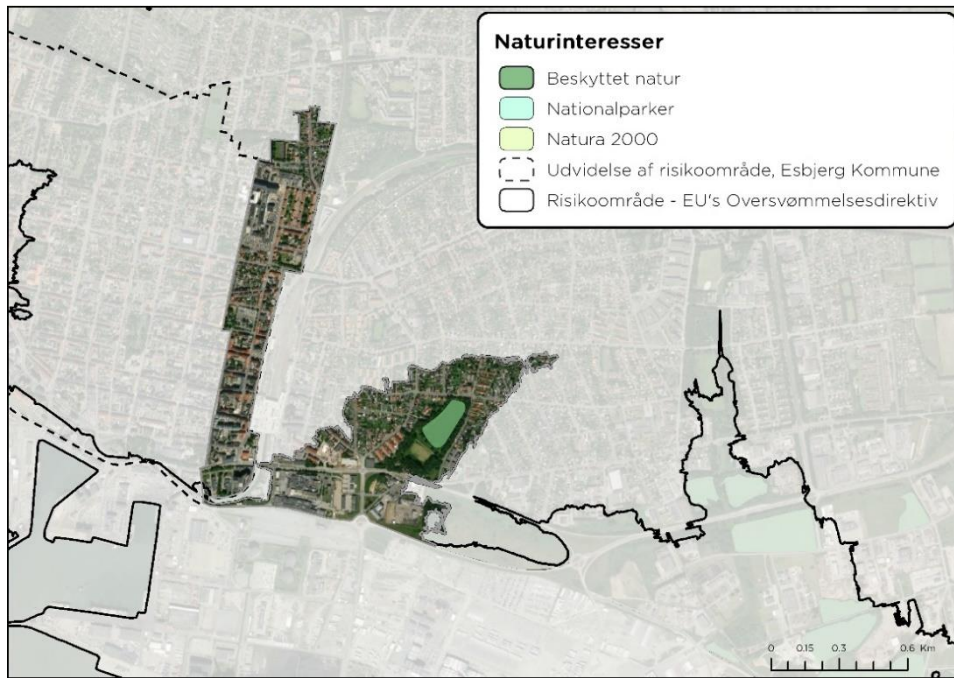 Naturinteresser
Beskyttet natur
Nationalparker
Natura 2000
Udvidelse af risikoområde, Esbjerg Kommune
Risikoområde - EU's Oversvømmelsesdirektiv
0 0.15 0.3 0.6 Km